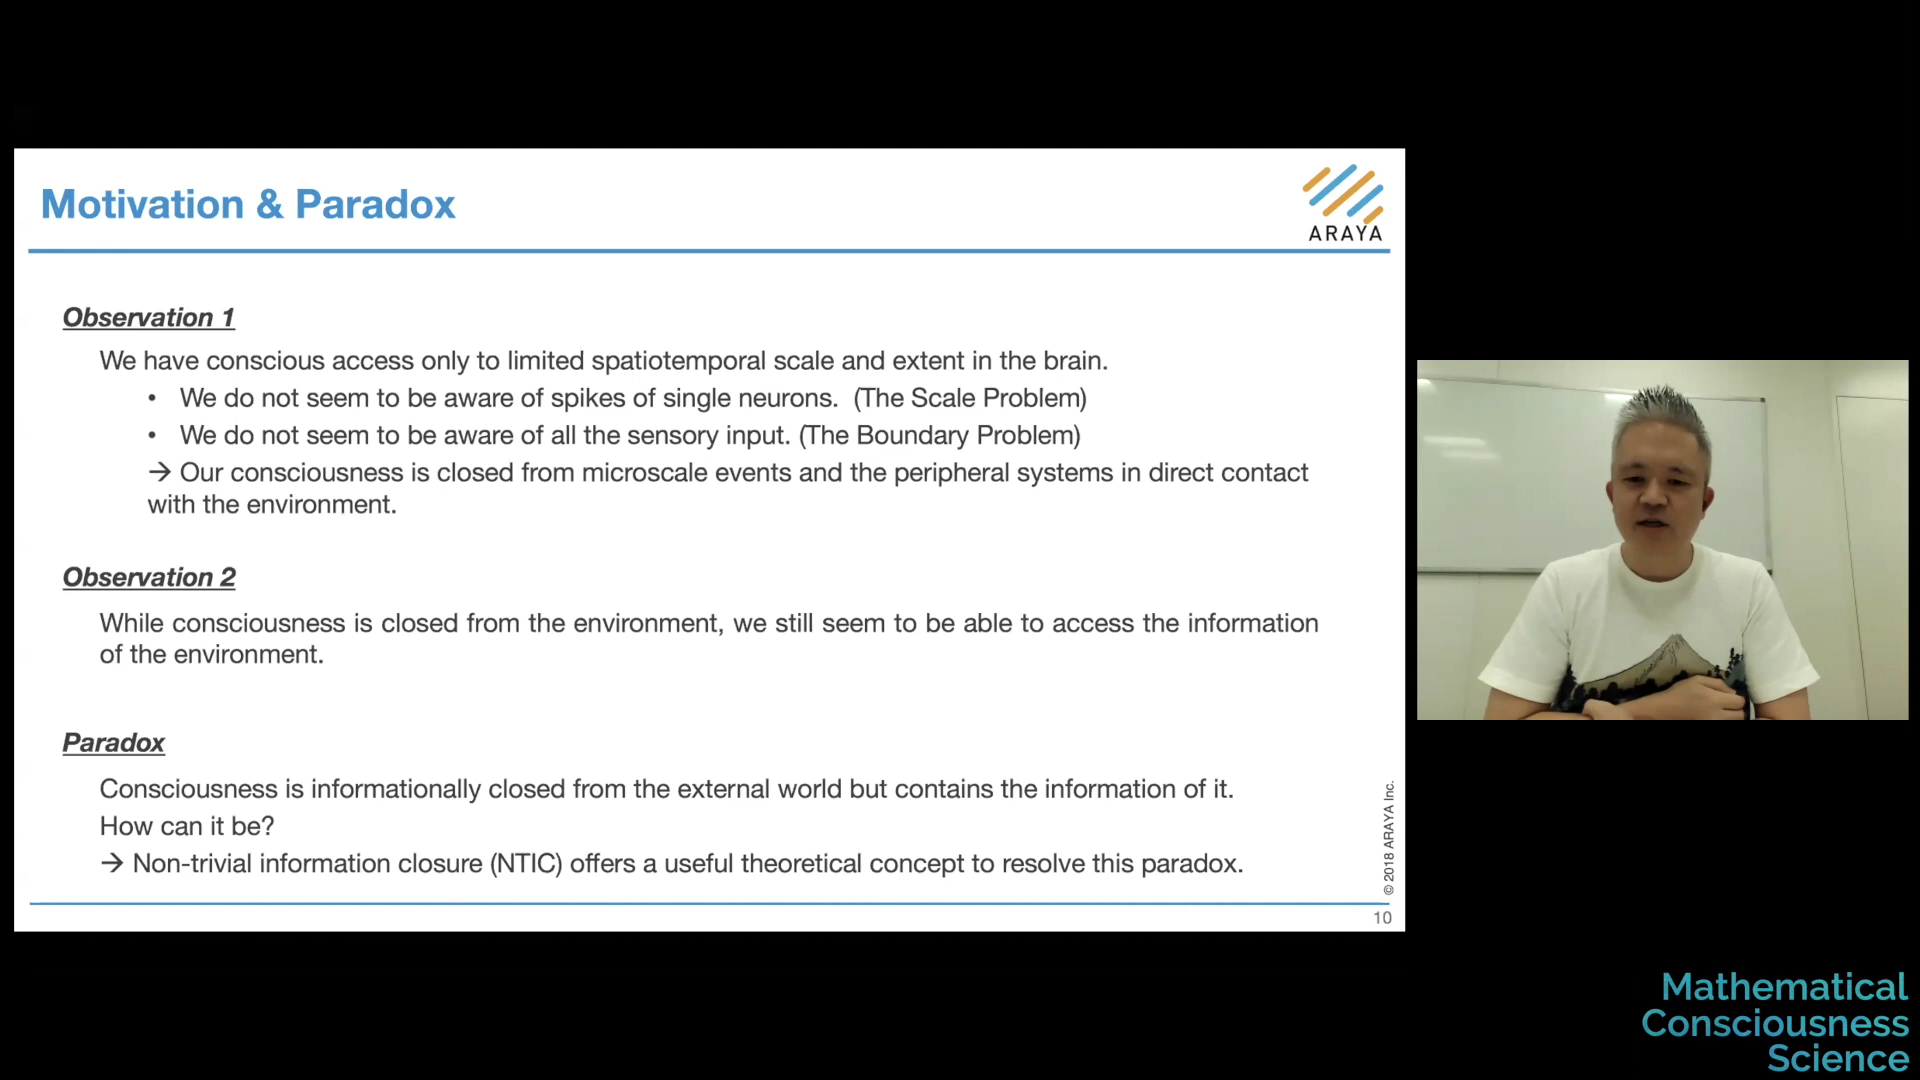 Motivation & Paradox
ARAYA
Observation 1
We have conscious access only to limited spatiotemporal scale and extent in the brain.
• We do not seem to be aware of spikes of single neurons. (The Scale Problem)
• We do not seem to be aware of all the sensory input. (The Boundary Problem)
→ Our consciousness is closed from microscale events and the peripheral systems in direct contact
with the environment.
Observation 2
While consciousness is closed from the environment, we still seem to be able to access the information
of the environment.
Paradox
Consciousness is informationally closed from the external world but contains the information of it.
How can it be?
→ Non-trivial information closure (NTIC) offers a useful theoretical concept to resolve this paradox.
© 2018 ARAYA Inc.
10
Mathematical
Consciousness
Science